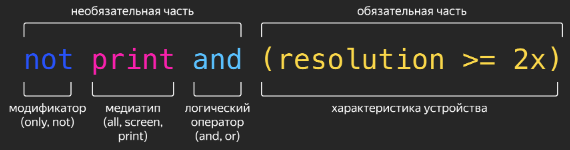 необязательная часть
обязательная часть
not print and (resolution >= 2x)
модификатор
(only, not)
медиатип
(all, screen,
print)
логический
оператор
(and, or)
характеристика устройства